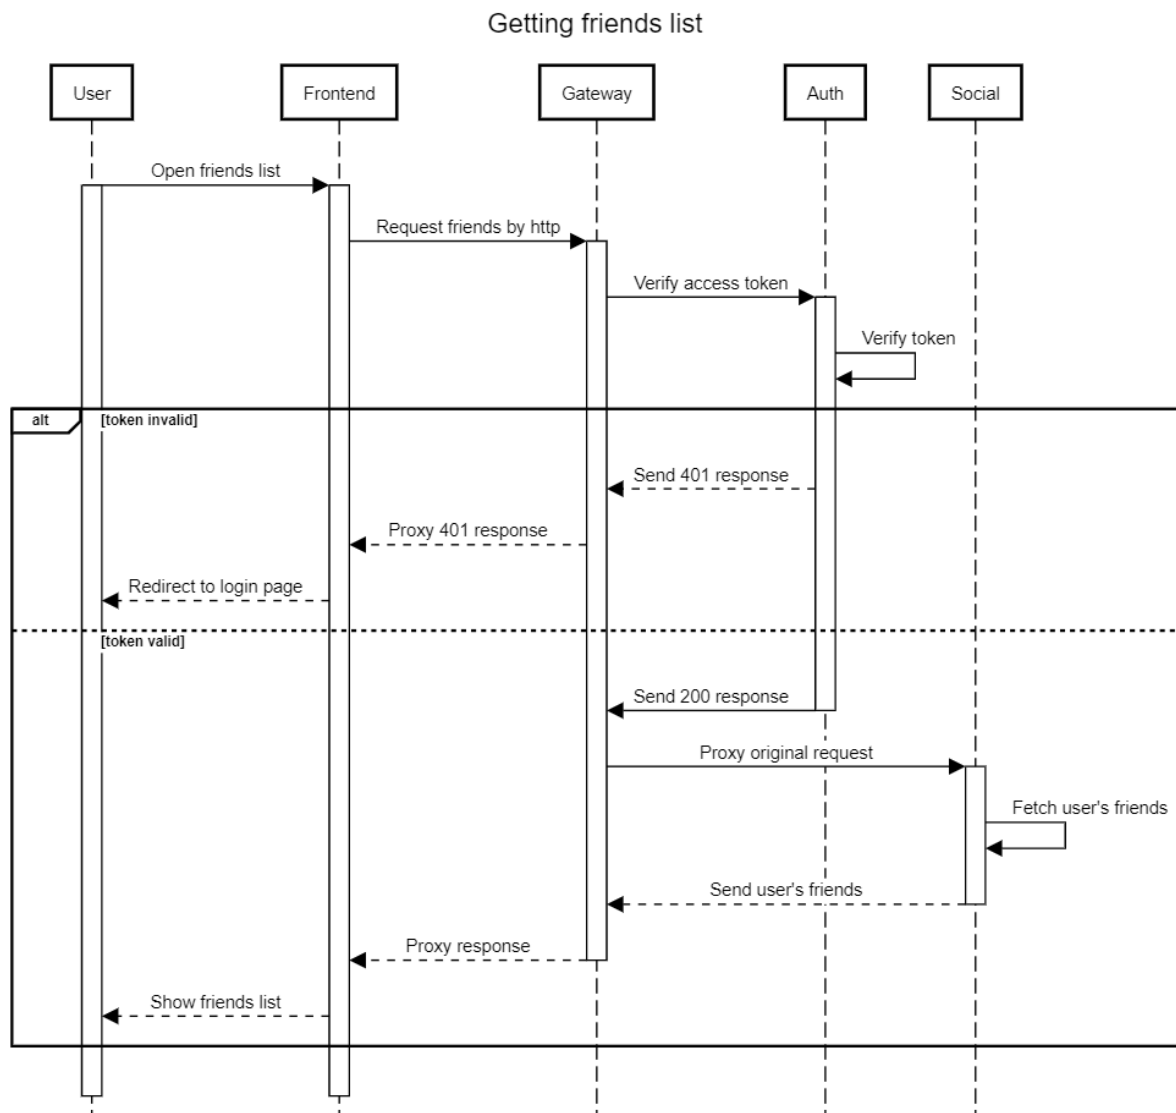 Getting friends list
User
Frontend
Gateway
Auth
Social
Open friends list
Request friends by http
Verify access token
Verify token
alt
[token invalid]
Send 401 response
Proxy 401 response
Redirect to login page
[token valid]
Send 200 response
Proxy original request
Fetch user's friends
Send user's friends
Proxy response
Show friends list